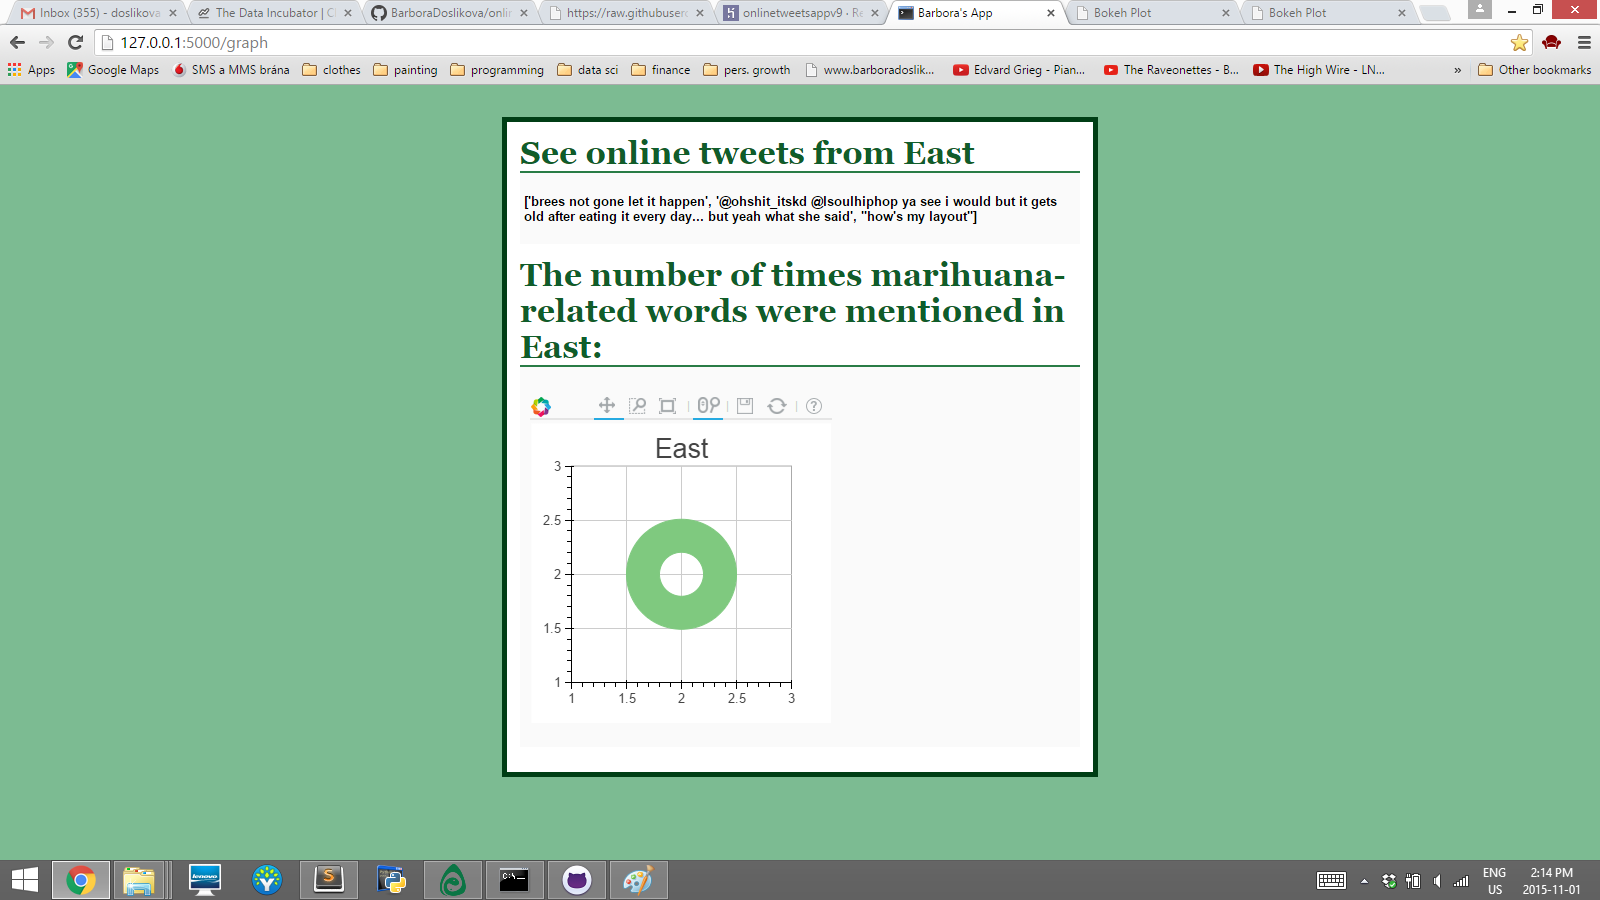 Inbox (355) - doslikova
The Data Incubator | C
BarboraDoslikova/onlin
https://raw.githubuserc
onlinetweetsappv9 · Re
Barbora's App
Bokeh Plot
Bokeh Plot
127.0.0.1:5000/graph
Apps
Google Maps
SMS a MMS brána
clothes
painting
programming
data sci
finance
pers. growth
www.barboradoslik...
Edvard Grieg - Pian...
The Raveonettes - B...
The High Wire - LN...
»
Other bookmarks
See online tweets from East
['brees not gone let it happen', '@ohshit_itskd @lsoulhiphop ya see i would but it gets
old after eating it every day... but yeah what she said', "how's my layout"]
The number of times marihuana-
related words were mentioned in
East:
?
East
3
2.5
2
1.5
1
1 1.5 2 2.5 3
lenovo
S
C:\
ENG
US
2:14 PM
2015-11-01